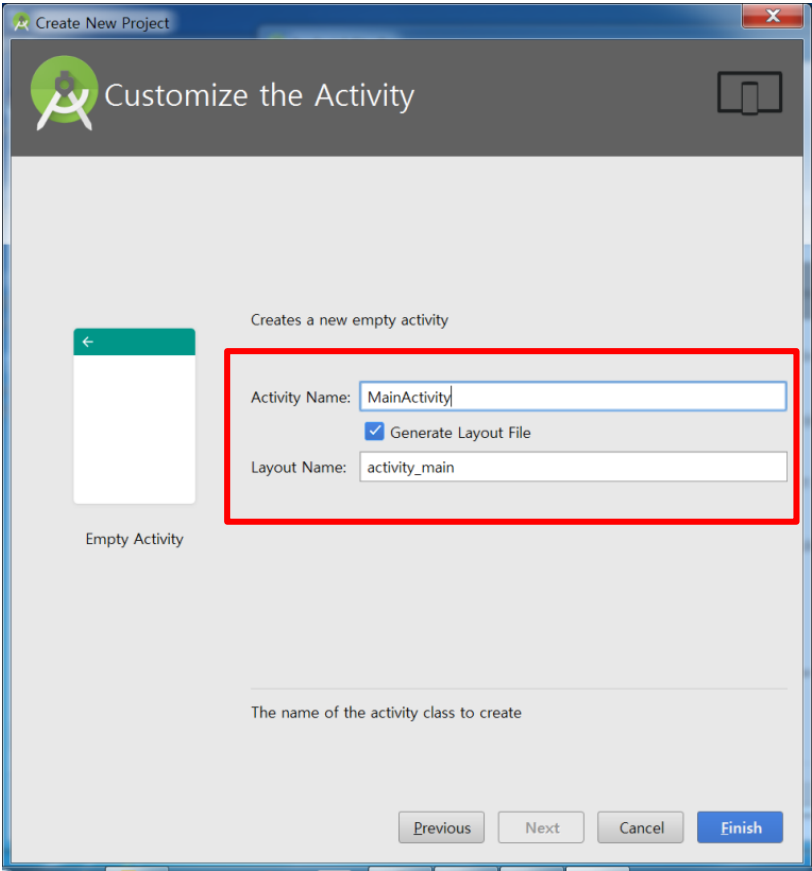 Create New Project
Customize the Activity
Creates a new empty activity
Activity Name: MainActivity
Generate Layout File
Layout Name: activity_main
Empty Activity
The name of the activity class to create
Previous Next Cancel Finish